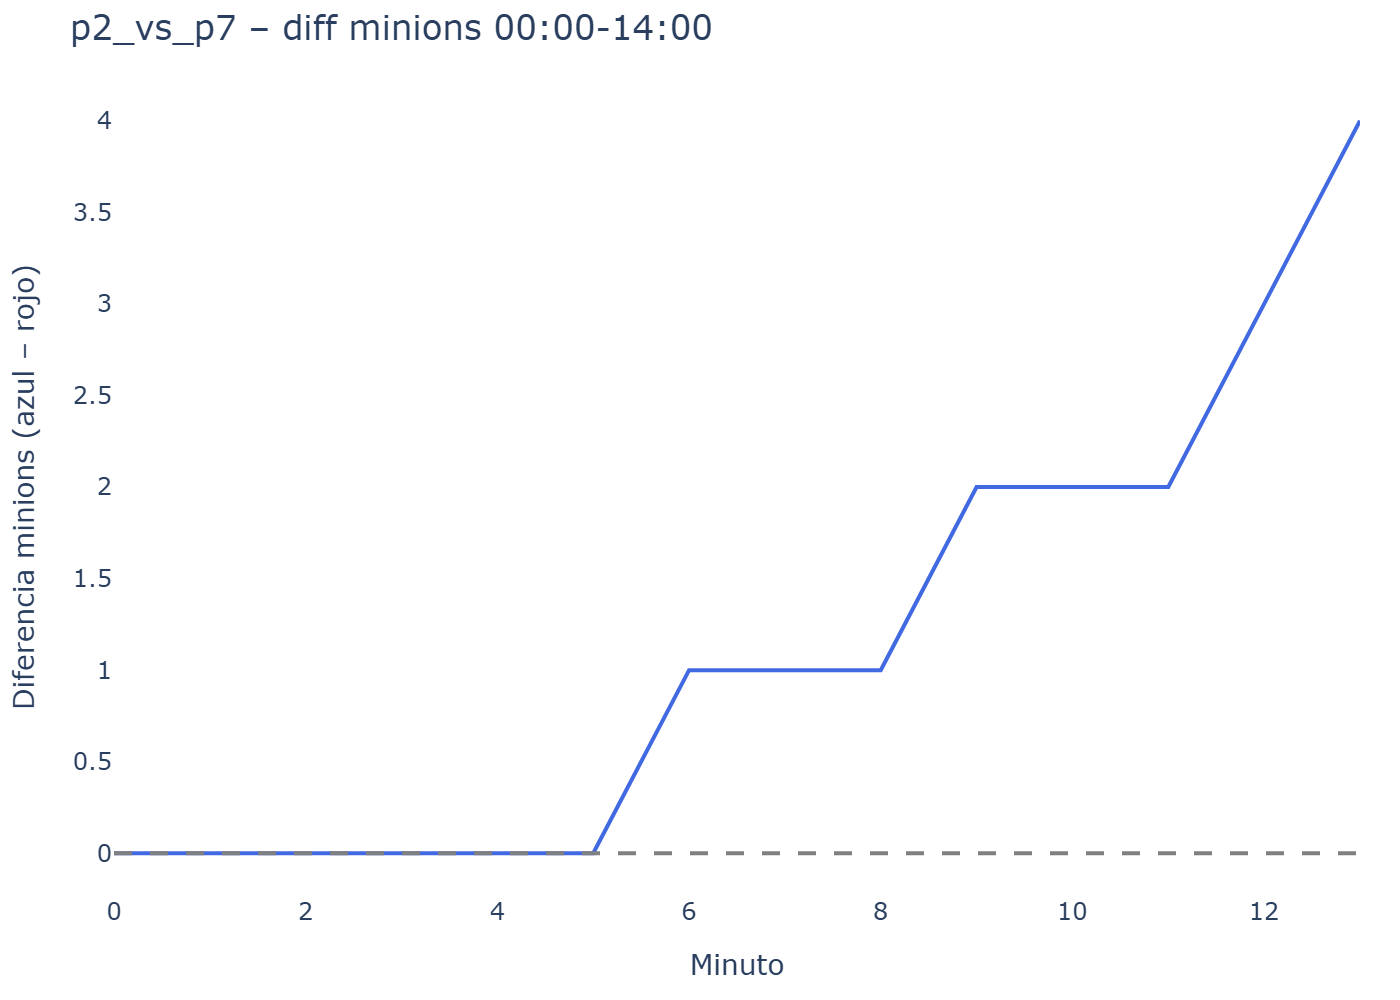 p2_vs_p7 – diff minions 00:00-14:00
Diferencia minions (azul – rojo)
4
3.5
3
2.5
2
1.5
1
0.5
0
0 2 4 6 8 10 12
Minuto